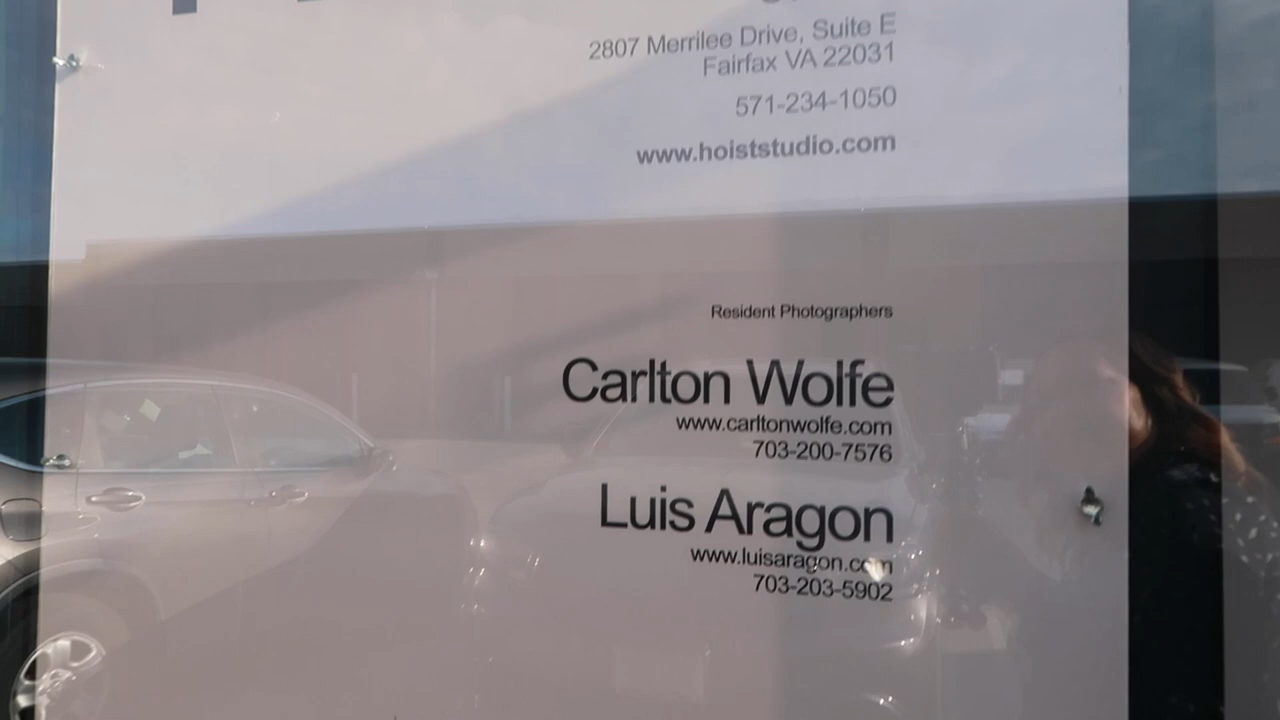 2807 Merrilee Drive, Suite E
Fairfax VA 22031
571-234-1050
www.hoiststudio.com
Resident Photographers
Carlton Wolfe
www.carltonwolfe.com
703-200-7576
Luis Aragon
www.luisaragon.com
703-203-5902